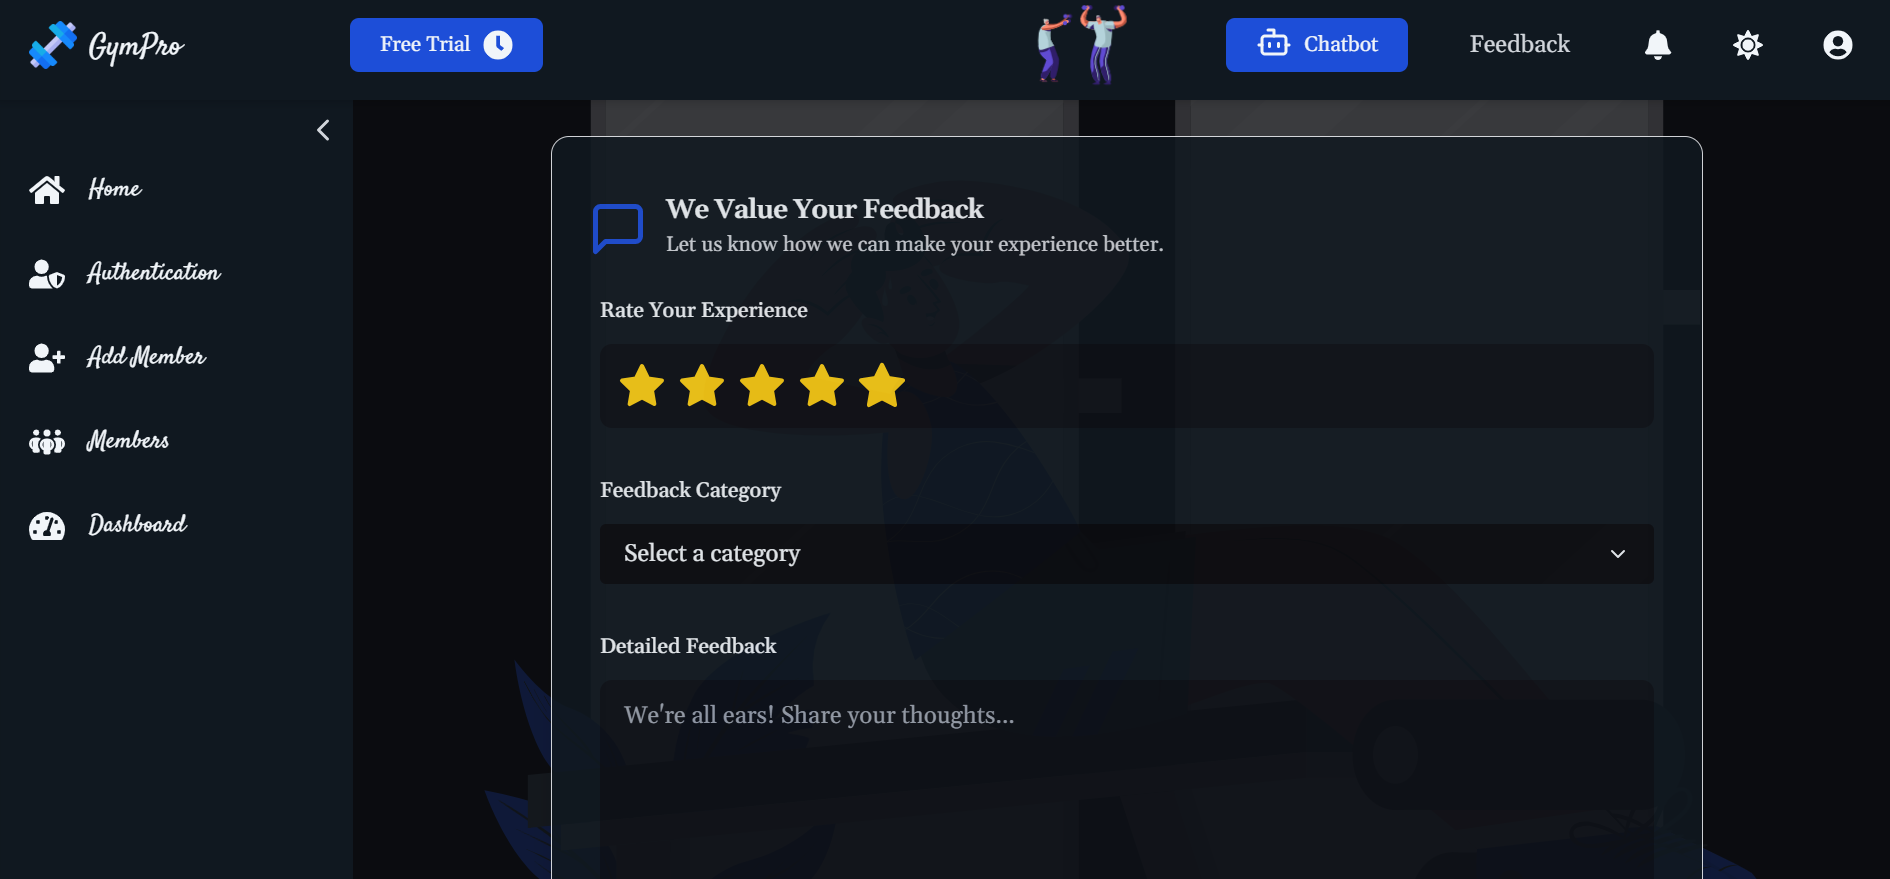 GymPro
Free Trial
Chatbot
Feedback
Home
Authentication
Add Member
Members
Dashboard
We Value Your Feedback
Let us know how we can make your experience better.
Rate Your Experience
Feedback Category
Select a category
Detailed Feedback
We're all ears! Share your thoughts...